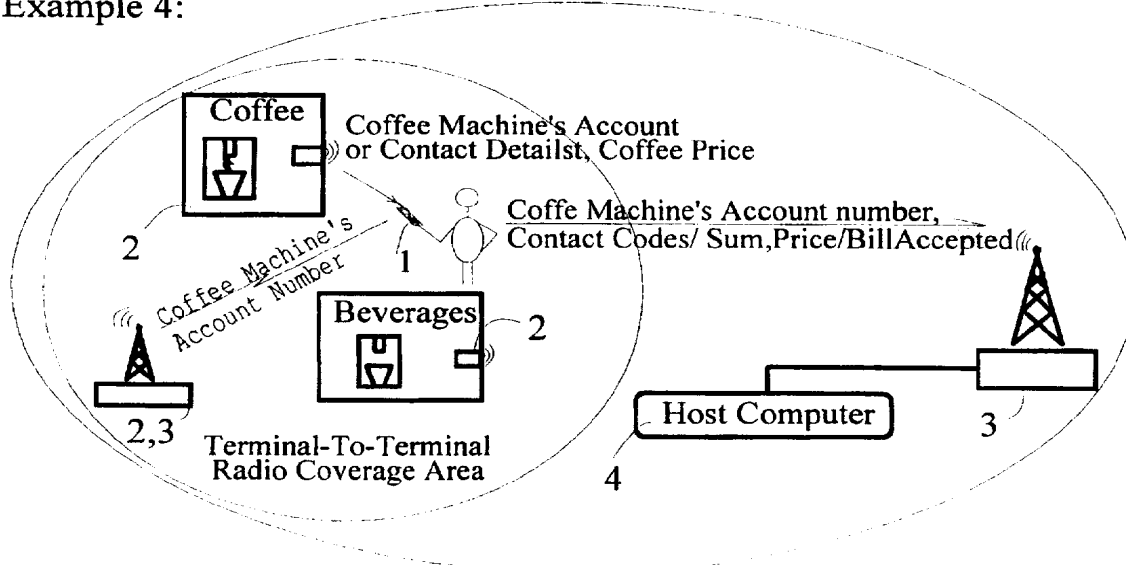 Example 4:
Coffee
Coffee Machine's Account
or Contact Detailst, Coffee Price
2
1
Coffe Machine's Account number,
Contact Codes/ Sum,Price/BillAccepted
Coffee Machine's
Account Number
Beverages
2
2,3
Terminal-To-Terminal
Radio Coverage Area
Host Computer
4
3